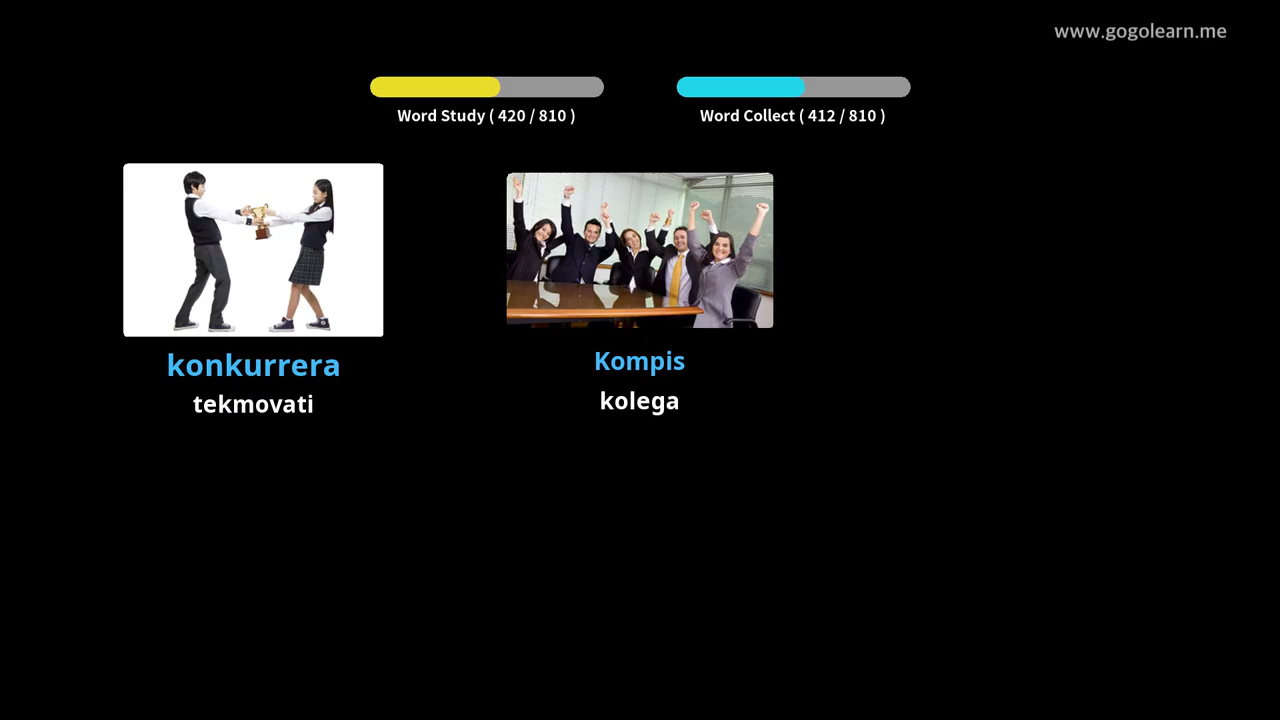 www.gogolearn.me
Word Study ( 420 / 810 )
Word Collect ( 412 / 810 )
konkurrera
tekmovati
Kompis
kolega